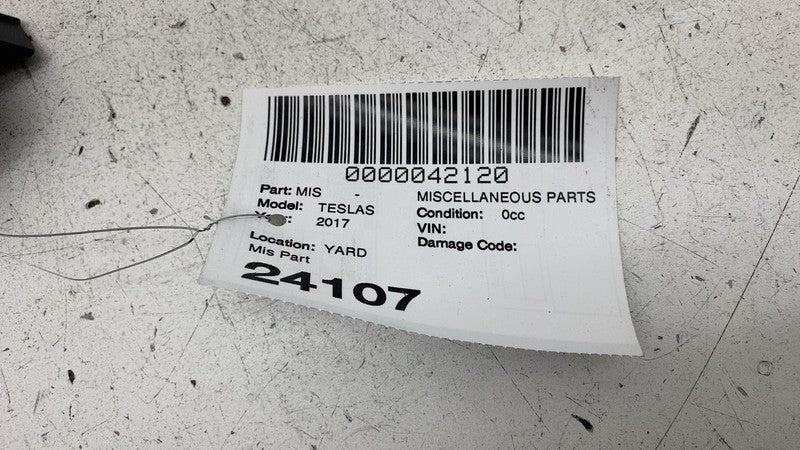 0000042120
Part: MIS - MISCELLANEOUS PARTS
Model: TESLAS Condition: 0cc
2017 VIN:
Location: YARD Damage Code:
Mis Part
24107